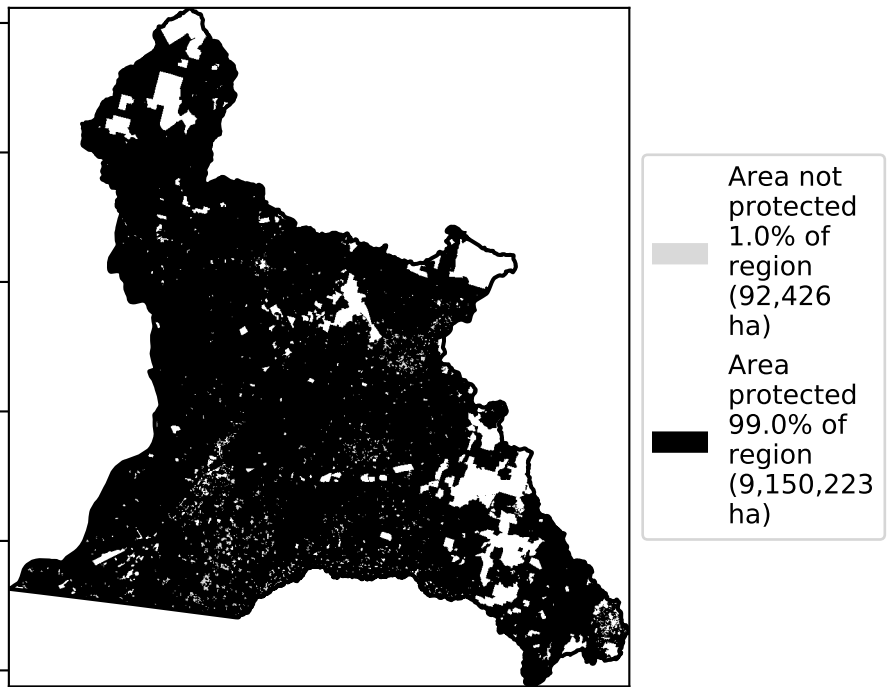 Area not
protected
1.0% of
region
(92,426
ha)
Area
protected
99.0% of
region
(9,150,223
ha)